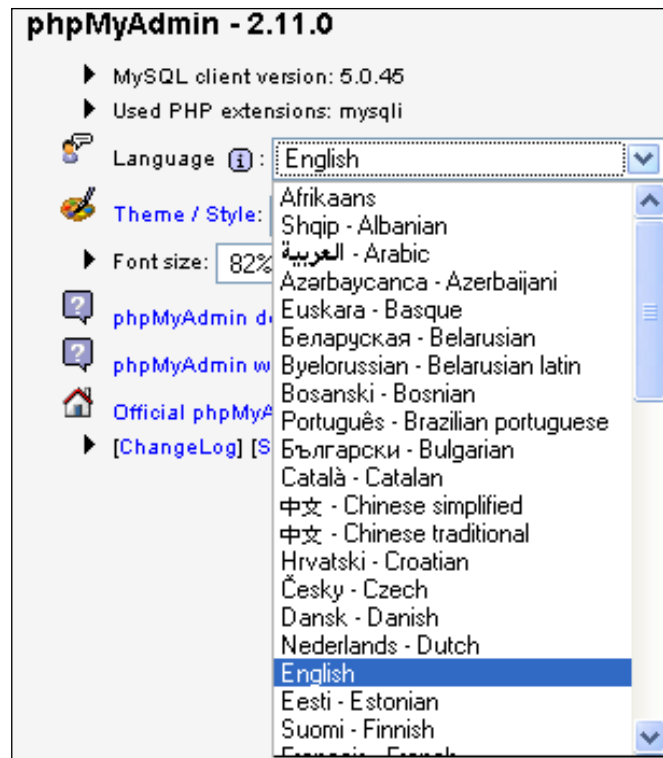 phpMyAdmin - 2.11.0
MySQL client version: 5.0.45
Used PHP extensions: mysqli
Language : English
Afrikaans
Theme / Style:
Shqip - Albanian
العربية - Arabic
Font size: 82%
Azərbaycanca - Azerbaijani
Euskara - Basque
phpMyAdmin
Беларуская - Belarusian
Byelorussian - Belarusian latin
phpMyAdmin
Bosanski - Bosnian
Português - Brazilian portuguese
Official
Български - Bulgarian
[ChangeLog]
Català - Catalan
中文 - Chinese simplified
中文 - Chinese traditional
Hrvatski - Croatian
Česky - Czech
Dansk - Danish
Nederlands - Dutch
English
Eesti - Estonian
Suomi - Finnish